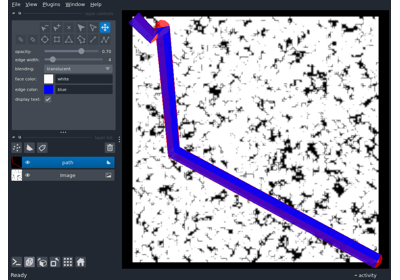 File View Plugins Window Help
opacity: 0.70
edge width: 4
blending: translucent
face color: white
edge color: blue
display text: ✓
path
Image
Ready
activity